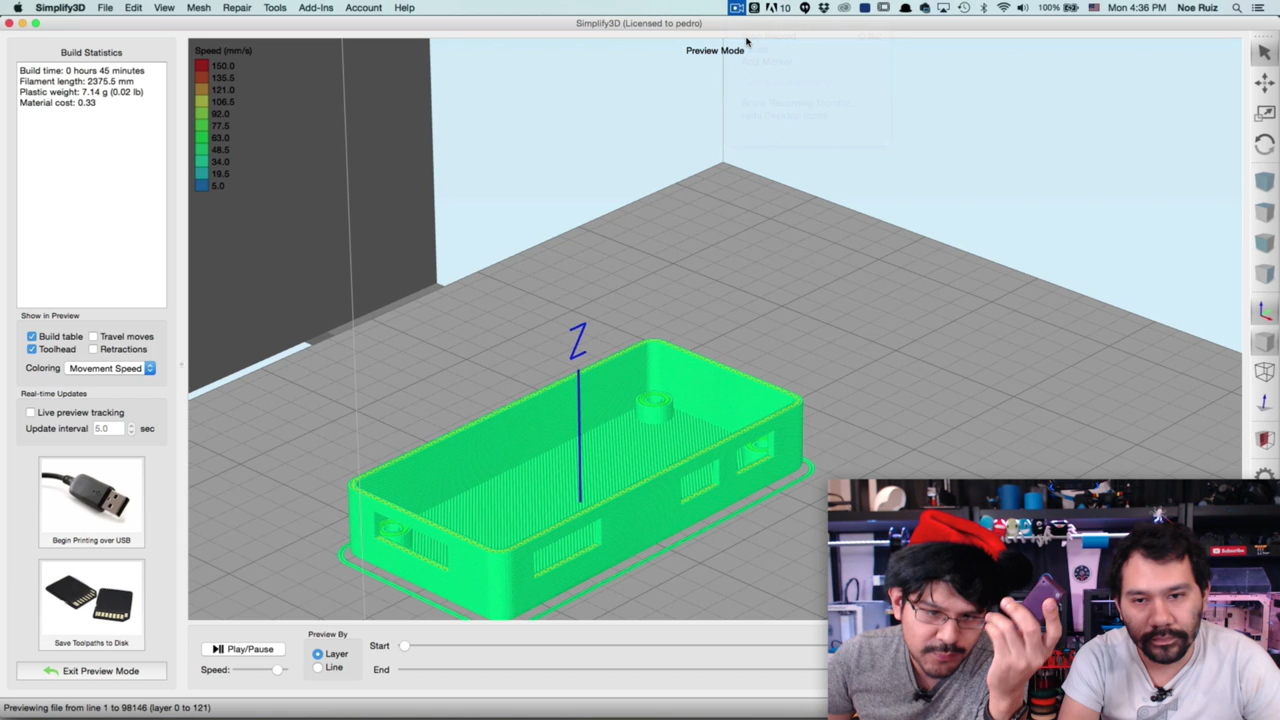 Simplify3D File Edit View Mesh Repair Tools Add-Ins Account Help
10 100% Mon 4:36 PM Noe Ruiz
Simplify3D (Licensed to pedro)
Build Statistics
Build time: 0 hours 45 minutes
Filament length: 2375.5 mm
Plastic weight: 7.14 g (0.02 lb)
Material cost: 0.33
Speed (mm/s)
150.0
135.5
121.0
106.5
92.0
77.5
63.0
48.5
34.0
19.5
5.0
Preview Mode
Z
Show in Preview
Build table Travel moves
Toolhead Retractions
Coloring Movement Speed
Real-time Updates
Live preview tracking
Update interval 5.0 sec
Begin Printing over USB
Save Toolpaths to Disk
Exit Preview Mode
Play/Pause
Speed:
Preview By
Layer
Line
Start
End
Previewing file from line 1 to 98146 (layer 0 to 121)
Subscribe